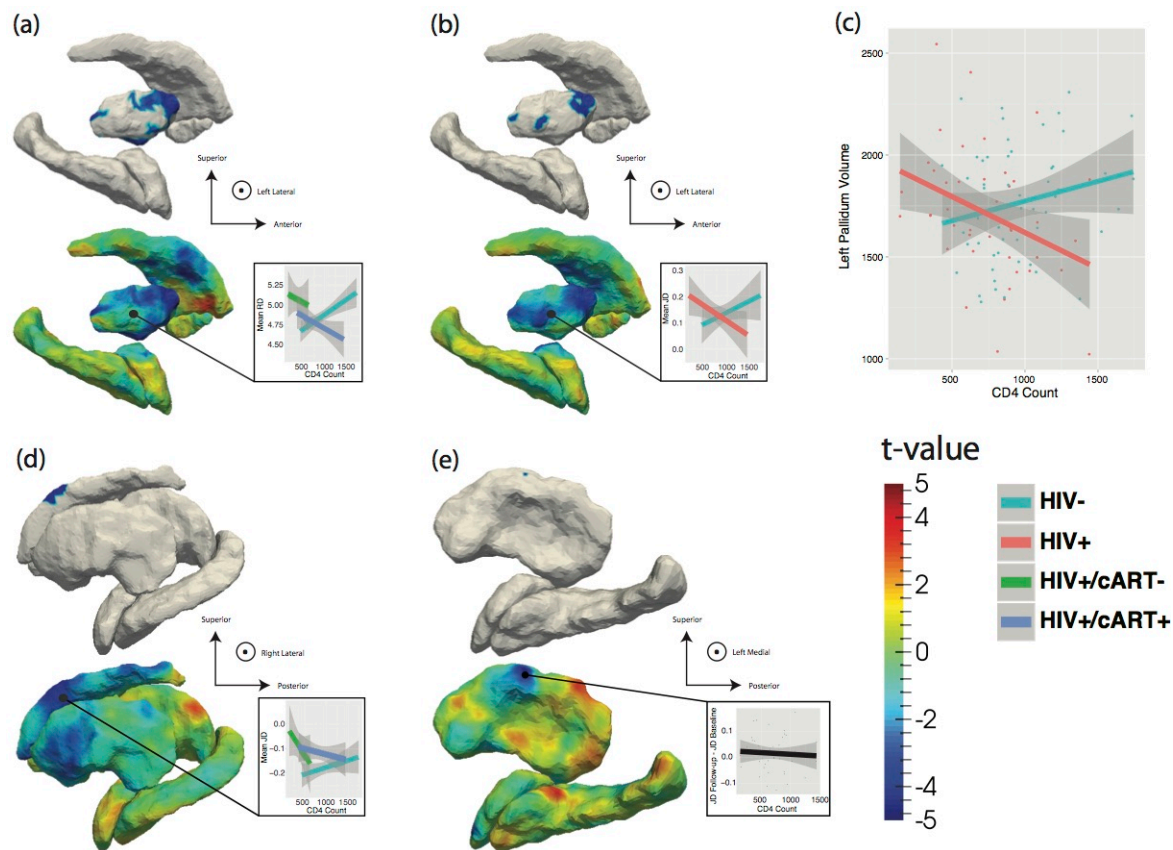 (a)
Superior
Left Lateral
Anterior
Mean RD
5.25
5.00
4.75
4.50
500 1000 1500
CD4 Count
(b)
Superior
Left Lateral
Anterior
Mean JD
0.3
0.2
0.1
0.0
500 1000 1500
CD4 Count
(c)
Left Pallidum Volume
2500
2000
1500
1000
500 1000 1500
CD4 Count
(d)
Superior
Right Lateral
Posterior
Mean JD
0.0
-0.1
-0.2
500 1000 1500
CD4 Count
(e)
Superior
Left Medial
Posterior
JD Follow-up - JD Baseline
0.1
0.0
-0.1
500 1000 1500
CD4 Count
t-value
5
4
2
0
-2
-4
-5
HIV-
HIV+
HIV+/cART-
HIV+/cART+